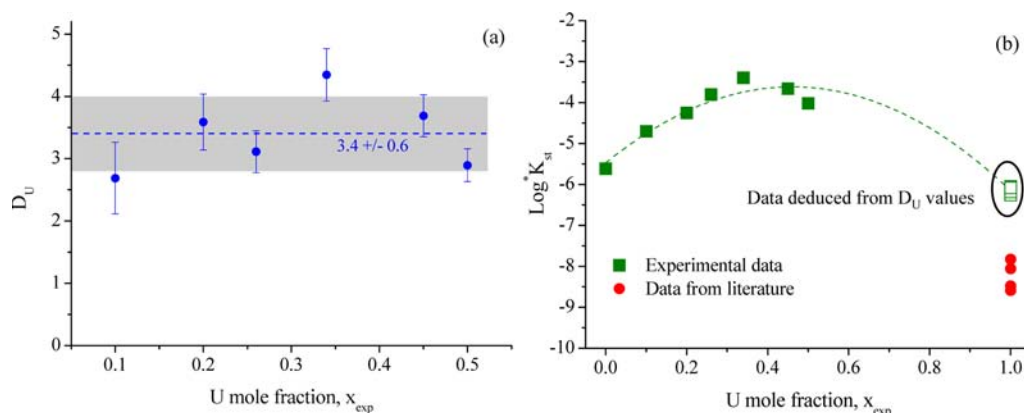 (a)
5
4
3
2
1
0
D_U
3.4 +/- 0.6
0.1
0.2
0.3
0.4
0.5
U mole fraction, x_exp
(b)
-2
-3
-4
-5
-6
-7
-8
-9
-10
Log*K_st
Data deduced from D_U values
Experimental data
Data from literature
0.0
0.2
0.4
0.6
0.8
1.0
U mole fraction, x_exp